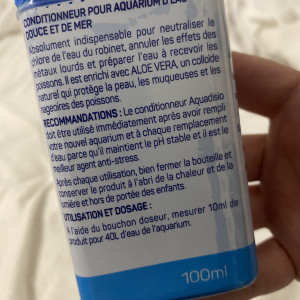 CONDITIONNEUR POUR AQUARIUM D'EAU
DOUCE ET DE MER
Absolument indispensable pour neutraliser le
chlore de l'eau du robinet, annuler les effets des
métaux lourds et préparer l'eau à recevoir les
poissons. Il est enrichi avec ALOE VERA, un colloïde
naturel qui protège la peau, les muqueuses et les
nageoires des poissons.
RECOMMANDATIONS : Le conditionneur Aquadisio
doit être utilisé immédiatement après avoir rempli
votre nouvel aquarium et à chaque remplacement
d'eau parce qu'il maintient le pH stable et il est le
meilleur agent anti-stress.
Après chaque utilisation, bien fermer la bouteille et
conserver le produit à l'abri de la chaleur et de la
lumière et hors de portée des enfants.
UTILISATION ET DOSAGE :
A l'aide du bouchon doseur, mesurer 10ml de
produit pour 40L d'eau de l'aquarium.
100ml